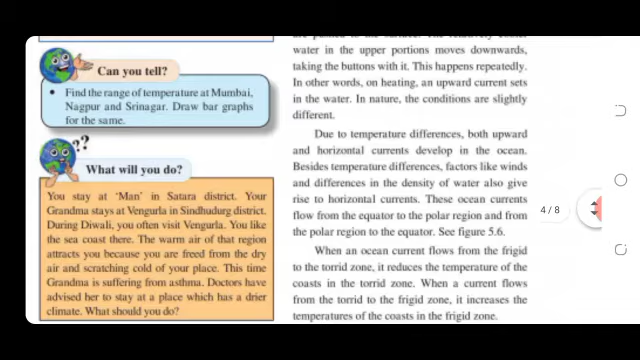 Can you tell?
• Find the range of temperature at Mumbai,
Nagpur and Srinagar. Draw bar graphs
for the same.
??
What will you do?
You stay at ‘Man’ in Satara district. Your
Grandma stays at Vengurla in Sindhudurg district.
During Diwali, you often visit Vengurla. You like
the sea coast there. The warm air of that region
attracts you because you are freed from the dry
air and scratching cold of your place. This time
Grandma is suffering from asthma. Doctors have
advised her to stay at a place which has a drier
climate. What should you do?
water in the upper portions moves downwards,
taking the buttons with it. This happens repeatedly.
In other words, on heating, an upward current sets
in the water. In nature, the conditions are slightly
different.
Due to temperature differences, both upward
and horizontal currents develop in the ocean.
Besides temperature differences, factors like winds
and differences in the density of water also give
rise to horizontal currents. These ocean currents
flow from the equator to the polar region and from
the polar region to the equator. See figure 5.6.
When an ocean current flows from the frigid
to the torrid zone, it reduces the temperature of the
coasts in the torrid zone. When a current flows
from the torrid to the frigid zone, it increases the
temperatures of the coasts in the frigid zone.
4/8